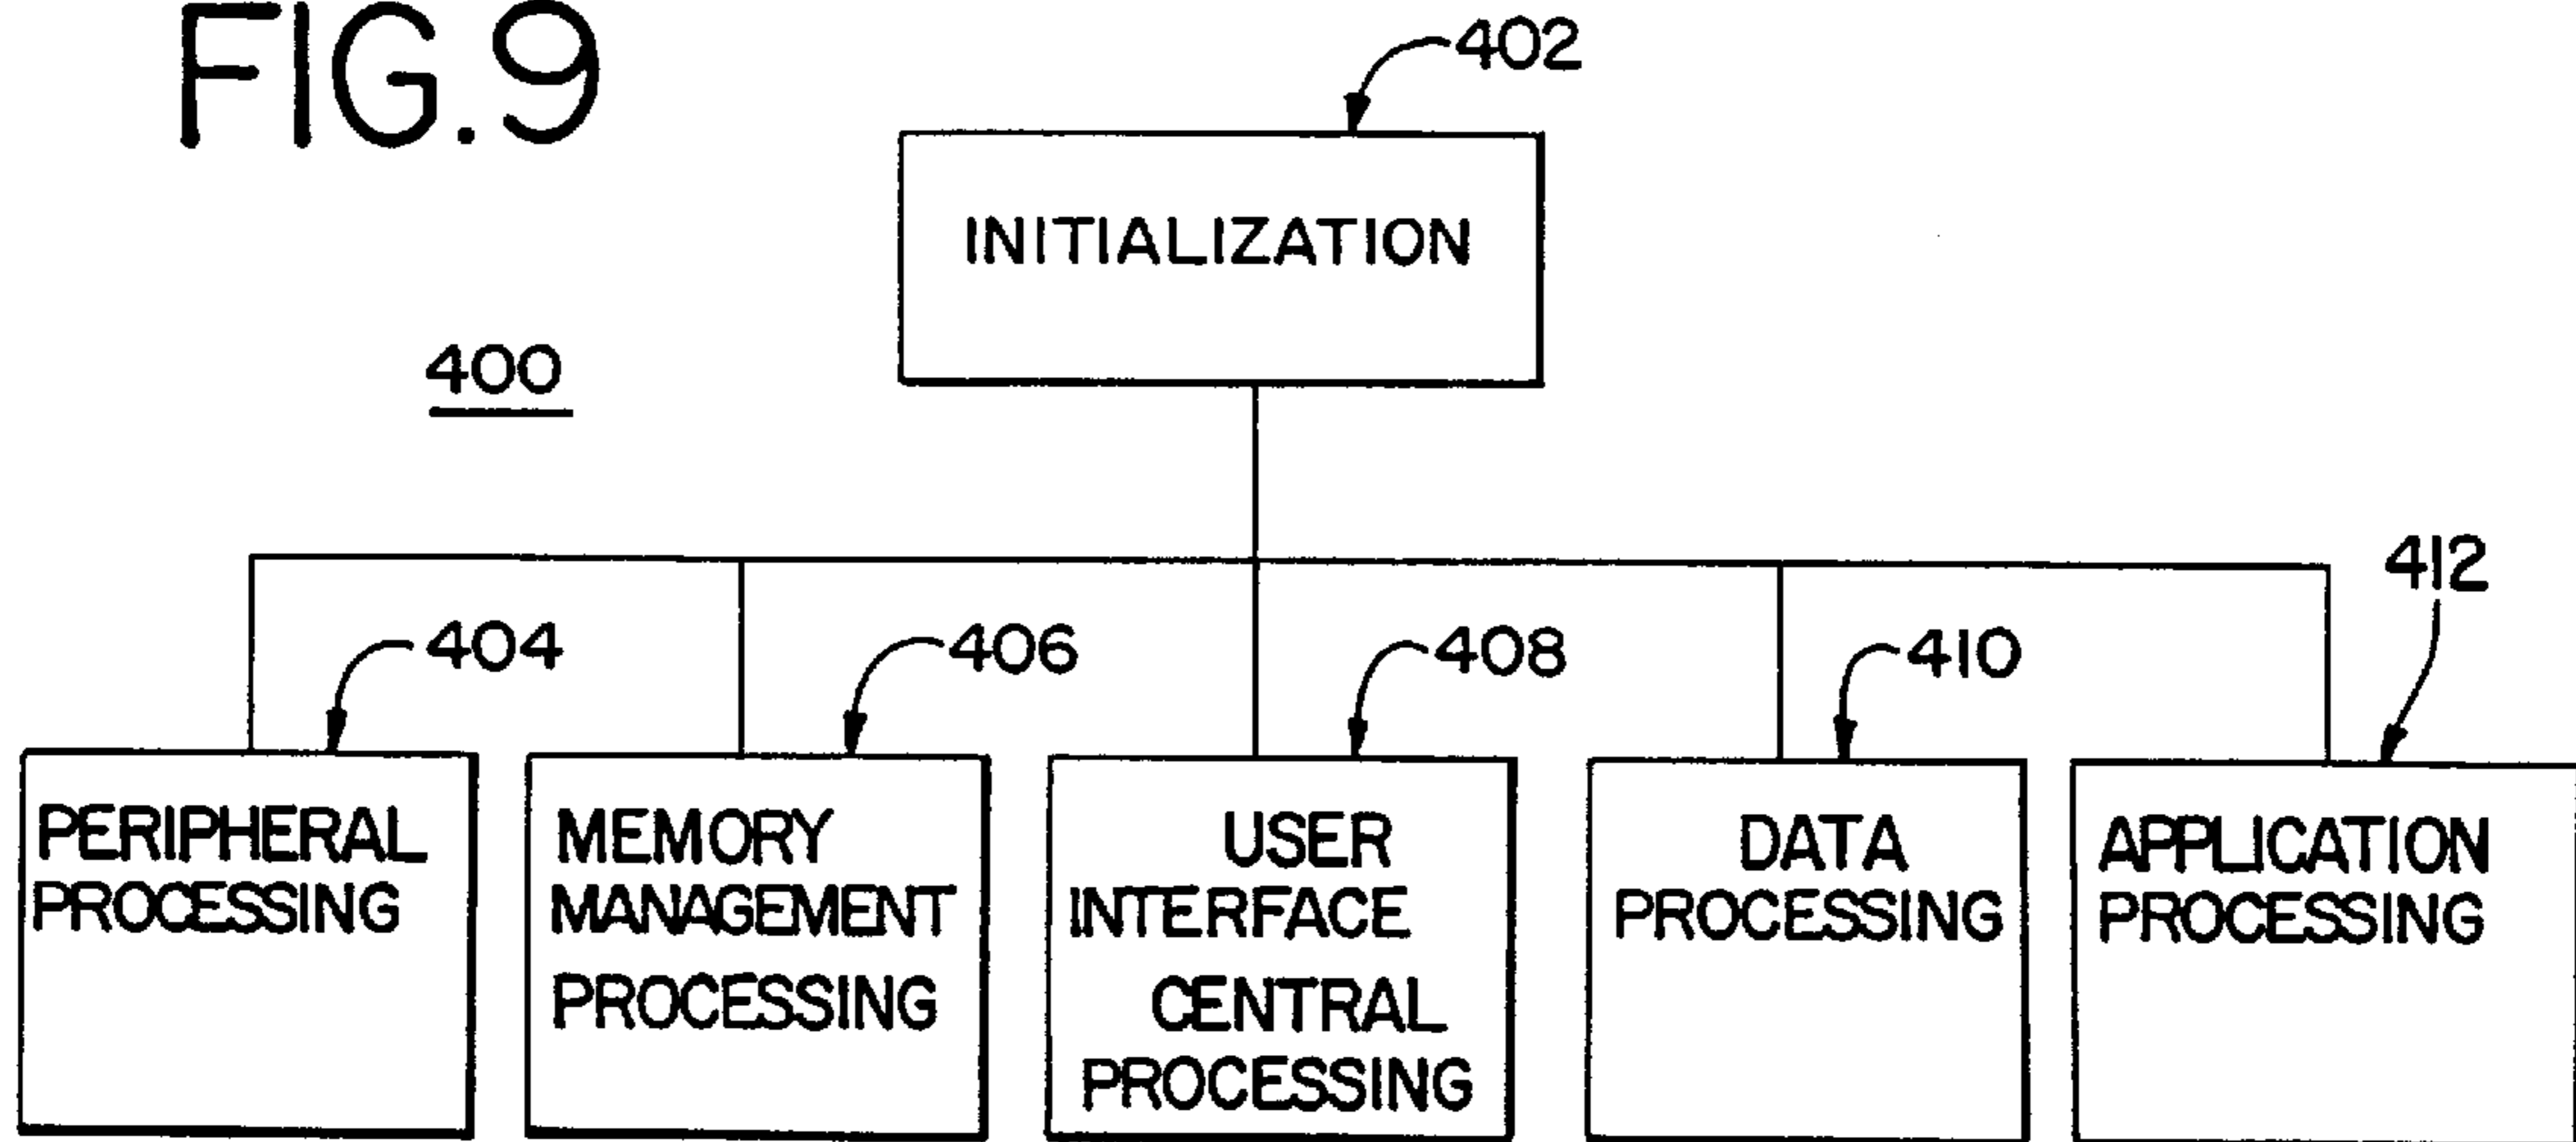 FIG.9
402
INITIALIZATION
400
412
404
406
408
410
PERIPHERAL
PROCESSING
MEMORY
MANAGEMENT
PROCESSING
USER
INTERFACE
CENTRAL
PROCESSING
DATA
PROCESSING
APPLICATION
PROCESSING